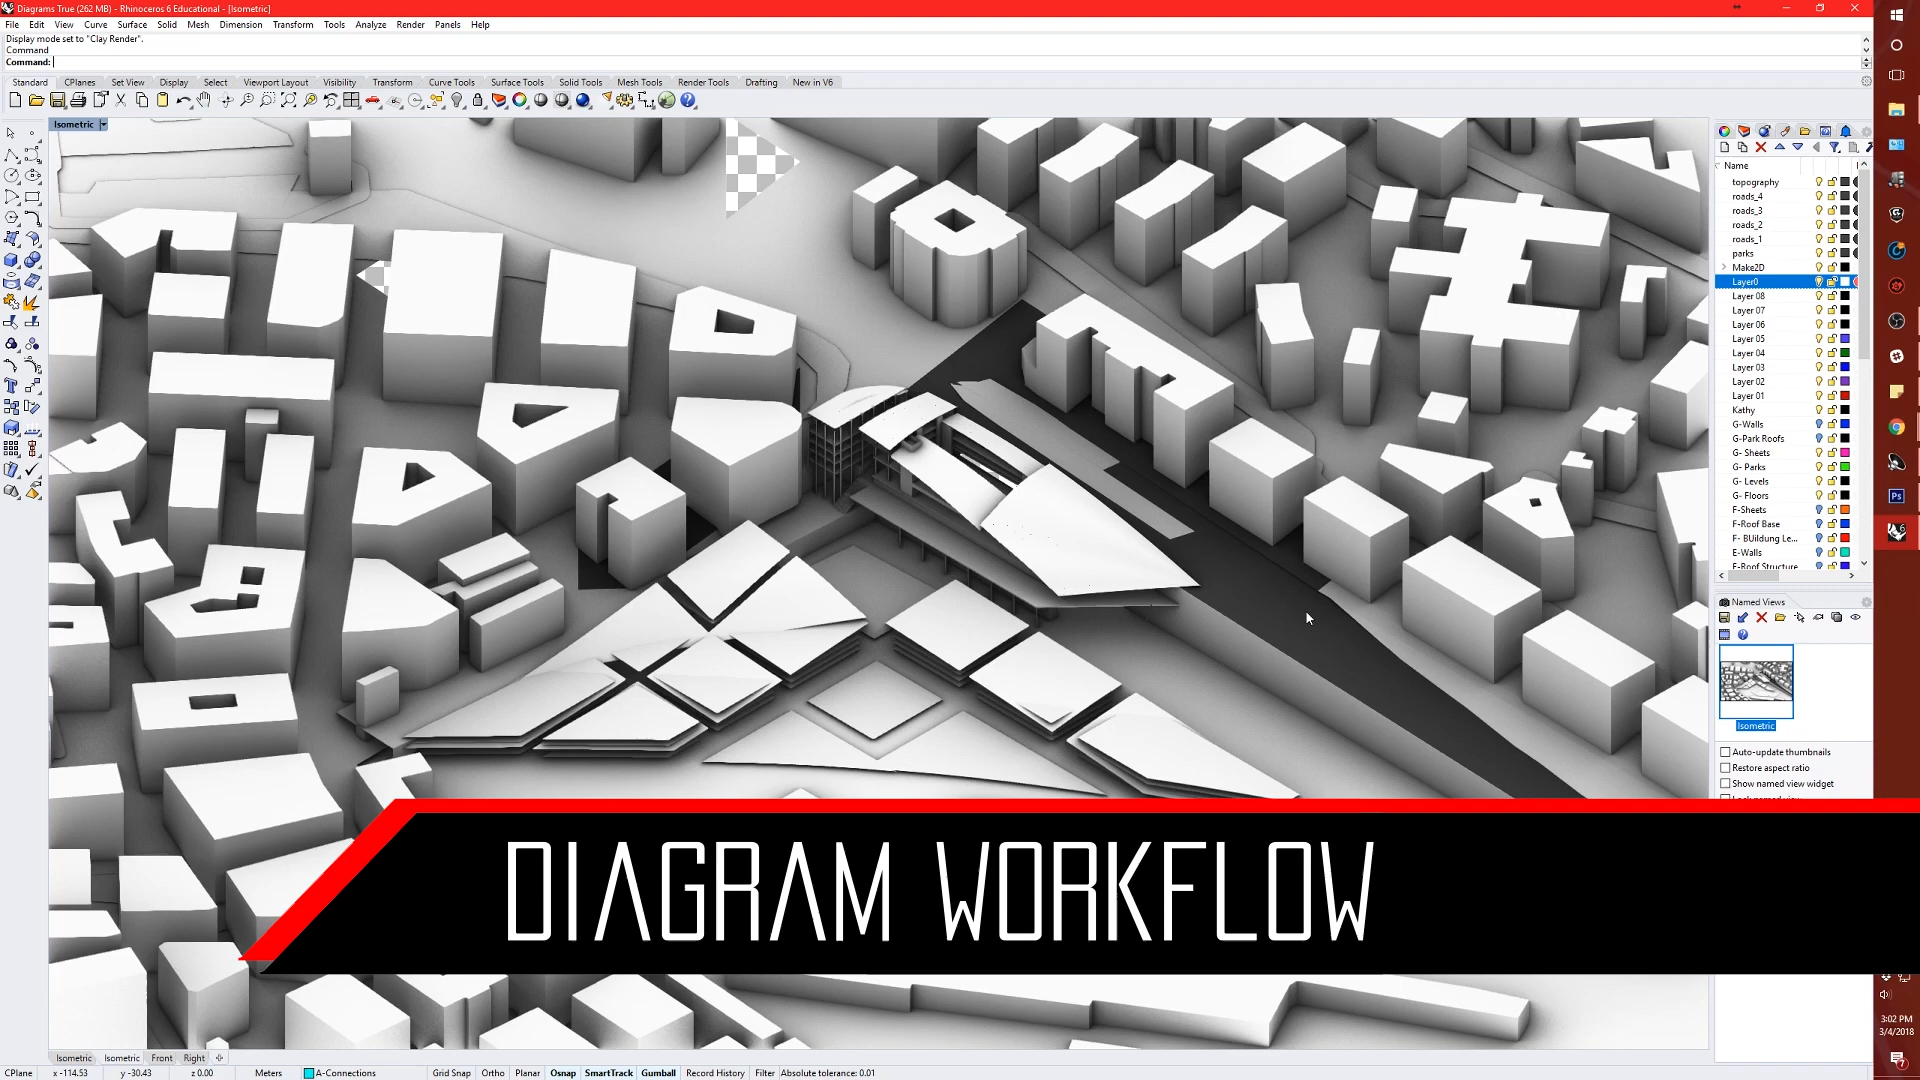 Diagrams True (262 MB) - Rhinoceros 6 Educational - [Isometric]
File Edit View Curve Surface Solid Mesh Dimension Transform Tools Analyze Render Panels Help
Display mode set to "Clay Render".
Command
Command:
Standard CPlanes Set View Display Select Viewport Layout Visibility Transform Curve Tools Surface Tools Solid Tools Mesh Tools Render Tools Drafting New in V6
Isometric
Name
topography
roads_4
roads_3
roads_2
roads_1
parks
Make2D
Layer0
Layer 08
Layer 07
Layer 06
Layer 05
Layer 04
Layer 03
Layer 02
Layer 01
Kathy
G-Walls
G-Park Roofs
G- Sheets
G- Parks
G- Levels
G- Floors
F-Sheets
F-Roof Base
F- BUilding Le...
E-Walls
E-Roof Structure
Named Views
Isometric
Auto-update thumbnails
Restore aspect ratio
Show named view widget
DIAGRAM WORKFLOW
Ps
6
3:02 PM
3/4/2018
7
Isometric Isometric Front Right
CPlane x -114.53 y -30.43 z 0.00 Meters A-Connections Grid Snap Ortho Planar Osnap SmartTrack Gumball Record History Filter Absolute tolerance: 0.01